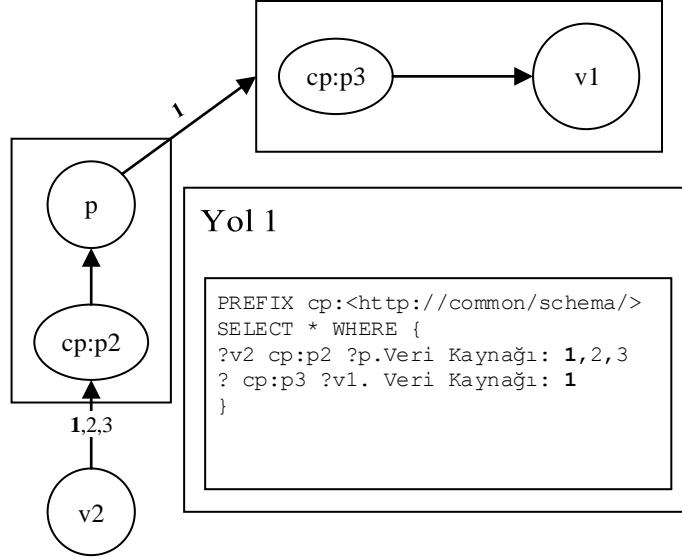 cp:p3
v1
1
p
Yol 1
PREFIX cp:<http://common/schema/>
SELECT * WHERE {
?v2 cp:p2 ?p.Veri Kaynağı: 1,2,3
? cp:p3 ?v1. Veri Kaynağı: 1
}
cp:p2
1,2,3
v2